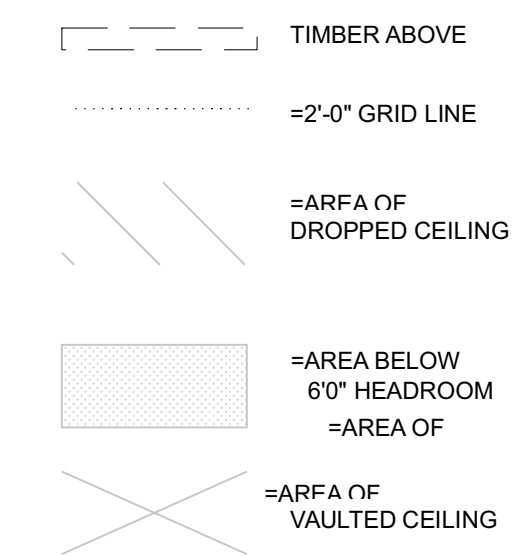 TIMBER ABOVE
=2'-0" GRID LINE
=AREA OF
DROPPED CEILING
=AREA BELOW
6'0" HEADROOM
=AREA OF
=AREA OF
VAULTED CEILING